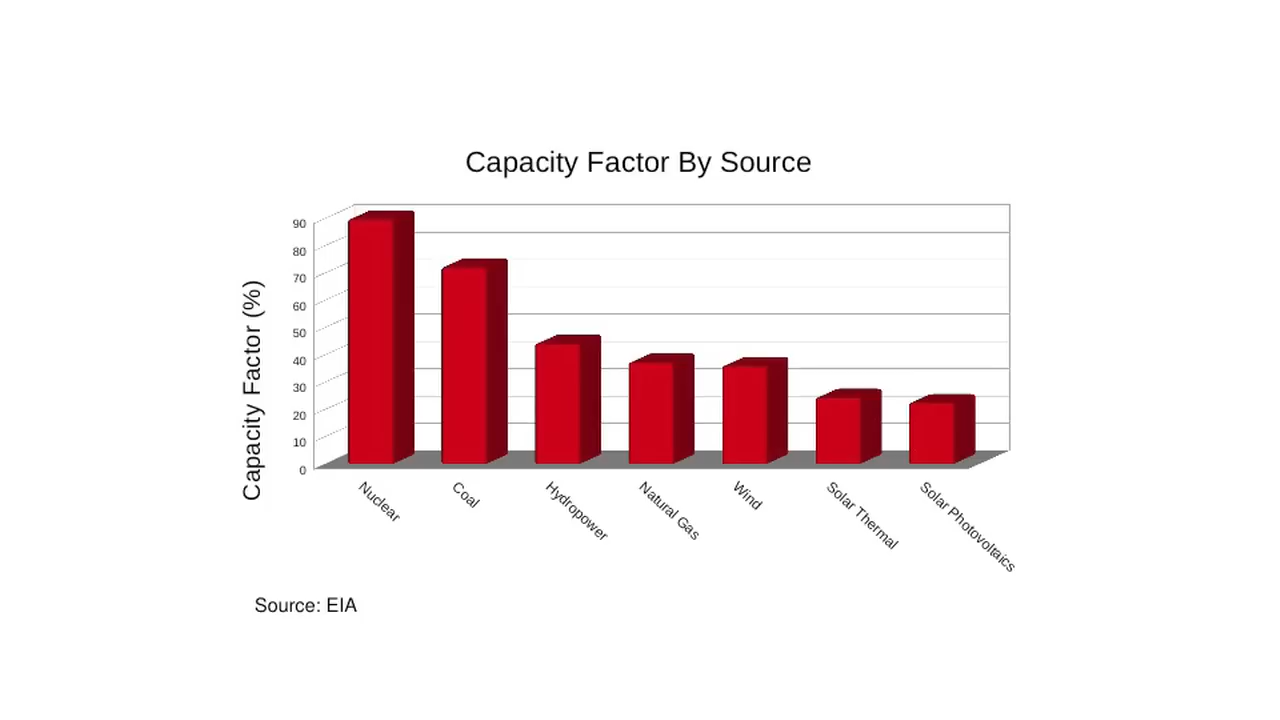 Capacity Factor By Source
Capacity Factor (%)
90
80
70
60
50
40
30
20
10
0
Nuclear
Coal
Hydropower
Natural Gas
Wind
Solar Thermal
Solar Photovoltaics
Source: EIA